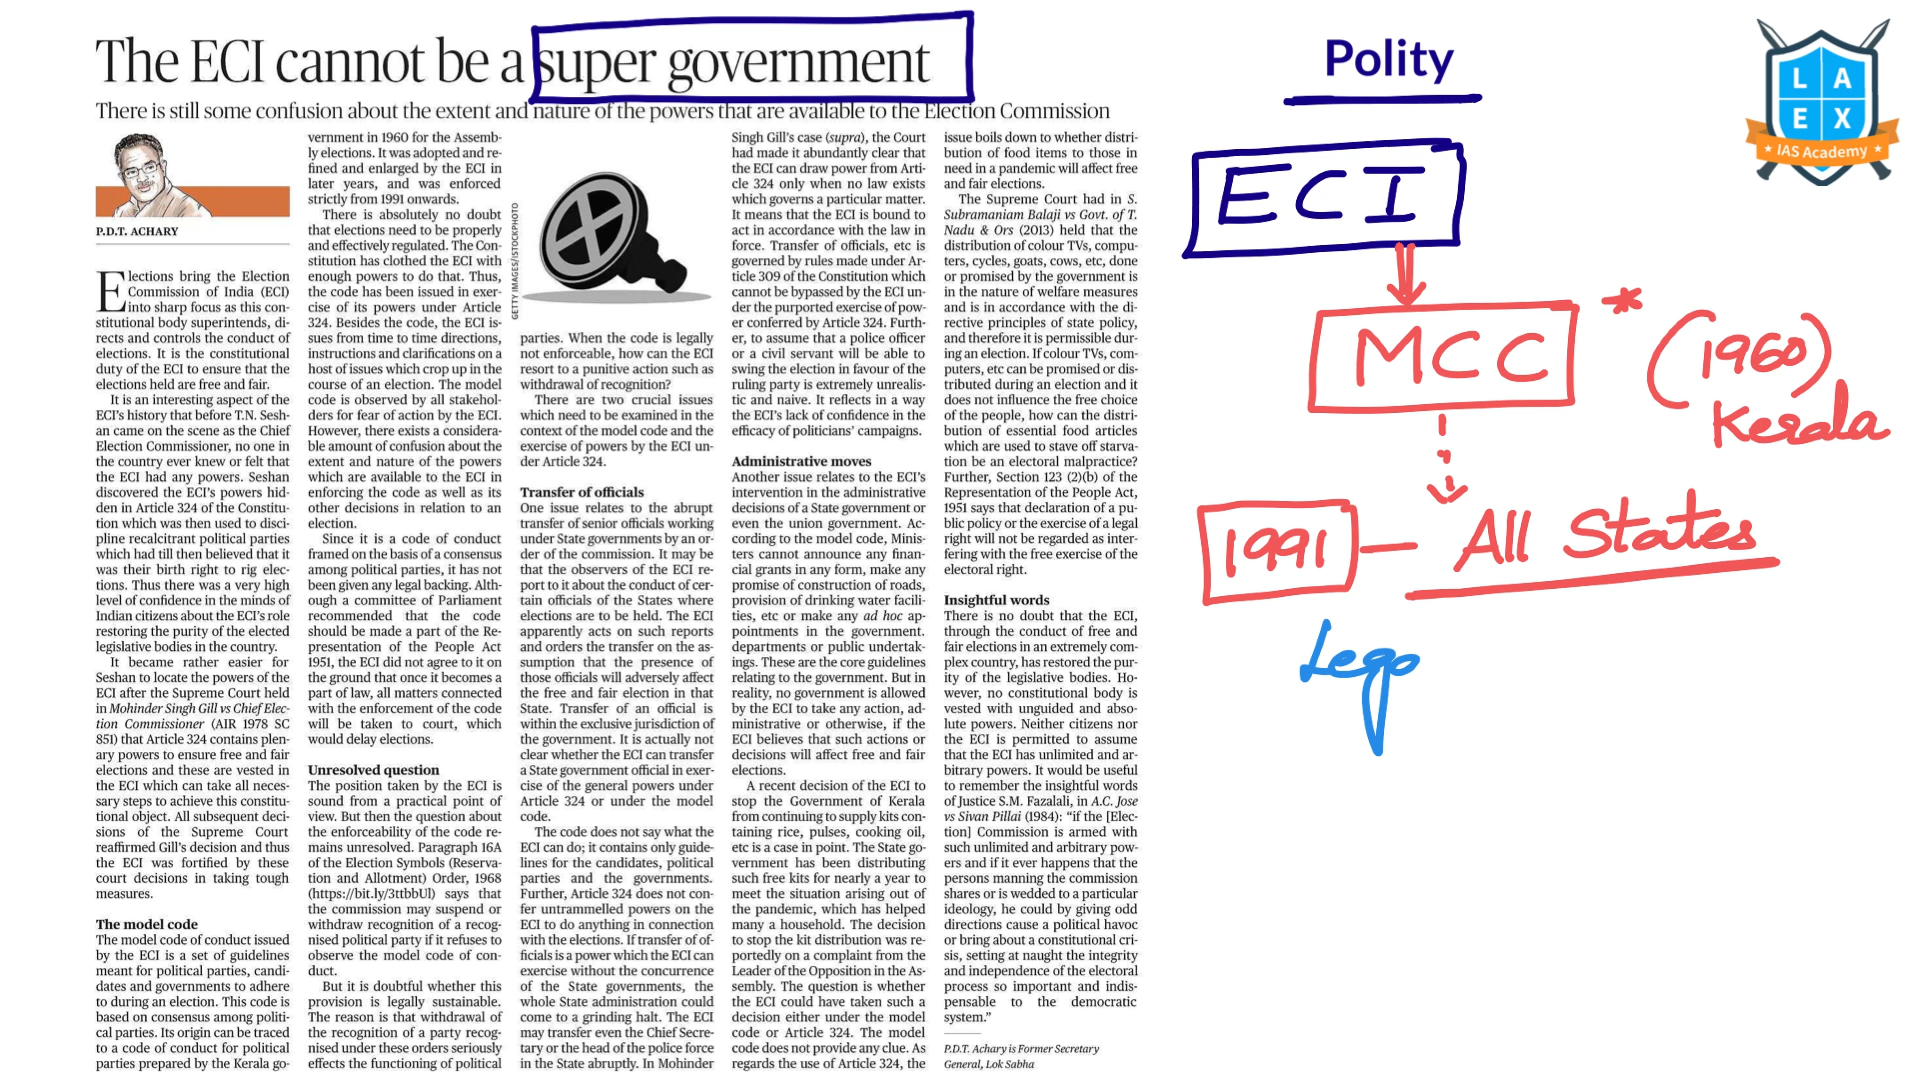 The ECI cannot be a super government
There is still some confusion about the extent and nature of the powers that are available to the Election Commission
P.D.T. ACHARY
Elections bring the Election
Commission of India (ECI)
into sharp focus as this con-
stitutional body superintends, di-
rects and controls the conduct of
elections. It is the constitutional
duty of the ECI to ensure that the
elections held are free and fair.
It is an interesting aspect of the
ECI's history that before T.N. Sesh-
an came on the scene as the Chief
Election Commissioner, no one in
the country ever knew or felt that
the ECI had any powers. Seshan
discovered the ECI's powers hid-
den in Article 324 of the Constitu-
tion which was then used to disci-
pline recalcitrant political parties
which had till then believed that it
was their birth right to rig elec-
tions. Thus there was a very high
level of confidence in the minds of
Indian citizens about the ECI's role
restoring the purity of the elected
legislative bodies in the country.
It became rather easier for
Seshan to locate the powers of the
ECI after the Supreme Court held
in Mohinder Singh Gill vs Chief Elec-
tion Commissioner (AIR 1978 SC
851) that Article 324 contains plen-
ary powers to ensure free and fair
elections and these are vested in
the ECI which can take all neces-
sary steps to achieve this constitu-
tional object. All subsequent deci-
sions of the Supreme Court
reaffirmed Gill's decision and thus
the ECI was fortified by these
court decisions in taking tough
measures.
The model code
The model code of conduct issued
by the ECI is a set of guidelines
meant for political parties, candi-
dates and governments to adhere
to during an election. This code is
based on consensus among politi-
cal parties. Its origin can be traced
to a code of conduct for political
parties prepared by the Kerala go-
vernment in 1960 for the Assemb-
ly elections. It was adopted and re-
fined and enlarged by the ECI in
later years, and was enforced
strictly from 1991 onwards.
There is absolutely no doubt
that elections need to be properly
and effectively regulated. The Con-
stitution has clothed the ECI with
enough powers to do that. Thus,
the code has been issued in exer-
cise of its powers under Article
324. Besides the code, the ECI is-
sues from time to time directions,
instructions and clarifications on a
host of issues which crop up in the
course of an election. The model
code is observed by all stakehol-
ders for fear of action by the ECI.
However, there exists a considera-
ble amount of confusion about the
extent and nature of the powers
which are available to the ECI in
enforcing the code as well as its
other decisions in relation to an
election.
Since it is a code of conduct
framed on the basis of a consensus
among political parties, it has not
been given any legal backing. Alth-
ough a committee of Parliament
recommended that the code
should be made a part of the Re-
presentation of the People Act
1951, the ECI did not agree to it on
the ground that once it becomes a
part of law, all matters connected
with the enforcement of the code
will be taken to court, which
would delay elections.
Unresolved question
The position taken by the ECI is
sound from a practical point of
view. But then the question about
the enforceability of the code re-
mains unresolved. Paragraph 16A
of the Election Symbols (Reserva-
tion and Allotment) Order, 1968
(https://bit.ly/3ttbbUl) says that
the commission may suspend or
withdraw recognition of a recog-
nised political party if it refuses to
observe the model code of con-
duct.
But it is doubtful whether this
provision is legally sustainable.
The reason is that withdrawal of
the recognition of a party recog-
nised under these orders seriously
effects the functioning of political
GETTY IMAGES/ISTOCKPHOTO
parties. When the code is legally
not enforceable, how can the ECI
resort to a punitive action such as
withdrawal of recognition?
There are two crucial issues
which need to be examined in the
context of the model code and the
exercise of powers by the ECI un-
der Article 324.
Transfer of officials
One issue relates to the abrupt
transfer of senior officials working
under State governments by an or-
der of the commission. It may be
that the observers of the ECI re-
port to it about the conduct of cer-
tain officials of the States where
elections are to be held. The ECI
apparently acts on such reports
and orders the transfer on the as-
sumption that the presence of
those officials will adversely affect
the free and fair election in that
State. Transfer of an official is
within the exclusive jurisdiction of
the government. It is actually not
clear whether the ECI can transfer
a State government official in exer-
cise of the general powers under
Article 324 or under the model
code.
The code does not say what the
ECI can do; it contains only guide-
lines for the candidates, political
parties and the governments.
Further, Article 324 does not con-
fer untrammelled powers on the
ECI to do anything in connection
with the elections. If transfer of of-
ficials is a power which the ECI can
exercise without the concurrence
of the State governments, the
whole State administration could
come to a grinding halt. The ECI
may transfer even the Chief Secre-
tary or the head of the police force
in the State abruptly. In Mohinder
Singh Gill's case (supra), the Court
had made it abundantly clear that
the ECI can draw power from Arti-
cle 324 only when no law exists
which governs a particular matter.
It means that the ECI is bound to
act in accordance with the law in
force. Transfer of officials, etc is
governed by rules made under Ar-
ticle 309 of the Constitution which
cannot be bypassed by the ECI un-
der the purported exercise of pow-
er conferred by Article 324. Furth-
er, to assume that a police officer
or a civil servant will be able to
swing the election in favour of the
ruling party is extremely unrealis-
tic and naive. It reflects in a way
the ECI's lack of confidence in the
efficacy of politicians' campaigns.
Administrative moves
Another issue relates to the ECI's
intervention in the administrative
decisions of a State government or
even the union government. Ac-
cording to the model code, Minis-
ters cannot announce any finan-
cial grants in any form, make any
promise of construction of roads,
provision of drinking water facili-
ties, etc or make any ad hoc ap-
pointments in the government.
departments or public undertak-
ings. These are the core guidelines
relating to the government. But in
reality, no government is allowed
by the ECI to take any action, ad-
ministrative or otherwise, if the
ECI believes that such actions or
decisions will affect free and fair
elections.
A recent decision of the ECI to
stop the Government of Kerala
from continuing to supply kits con-
taining rice, pulses, cooking oil,
etc is a case in point. The State go-
vernment has been distributing
such free kits for nearly a year to
meet the situation arising out of
the pandemic, which has helped
many a household. The decision
to stop the kit distribution was re-
portedly on a complaint from the
Leader of the Opposition in the As-
sembly. The question is whether
the ECI could have taken such a
decision either under the model
code or Article 324. The model
code does not provide any clue. As
regards the use of Article 324, the
issue boils down to whether distri-
bution of food items to those in
need in a pandemic will affect free
and fair elections.
The Supreme Court had in S.
Subramaniam Balaji vs Govt. of T.
Nadu & Ors (2013) held that the
distribution of colour TVs, compu-
ters, cycles, goats, cows, etc, done
or promised by the government is
in the nature of welfare measures
and is in accordance with the di-
rective principles of state policy,
and therefore it is permissible dur-
ing an election. If colour TVs, com-
puters, etc can be promised or dis-
tributed during an election and it
does not influence the free choice
of the people, how can the distri-
bution of essential food articles
which are used to stave off starva-
tion be an electoral malpractice?
Further, Section 123 (2)(b) of the
Representation of the People Act,
1951 says that declaration of a pu-
blic policy or the exercise of a legal
right will not be regarded as inter-
fering with the free exercise of the
electoral right.
Insightful words
There is no doubt that the ECI,
through the conduct of free and
fair elections in an extremely com-
plex country, has restored the pur-
ity of the legislative bodies. Ho-
wever, no constitutional body is
vested with unguided and abso-
lute powers. Neither citizens nor
the ECI is permitted to assume
that the ECI has unlimited and ar-
bitrary powers. It would be useful
to remember the insightful words
of Justice S.M. Fazalali, in A.C. Jose
vs Sivan Pillai (1984): "if the [Elec-
tion] Commission is armed with
such unlimited and arbitrary pow-
ers and if it ever happens that the
persons manning the commission
shares or is wedded to a particular
ideology, he could by giving odd
directions cause a political havoc
or bring about a constitutional cri-
sis, setting at naught the integrity
and independence of the electoral
process so important and indis-
pensable to the democratic
system."
P.D.T. Achary is Former Secretary
General, Lok Sabha
Polity
ECI
MCC * (1960)
Kerala
1991 — All States
Lego
L A
E X
★ IAS Academy ★